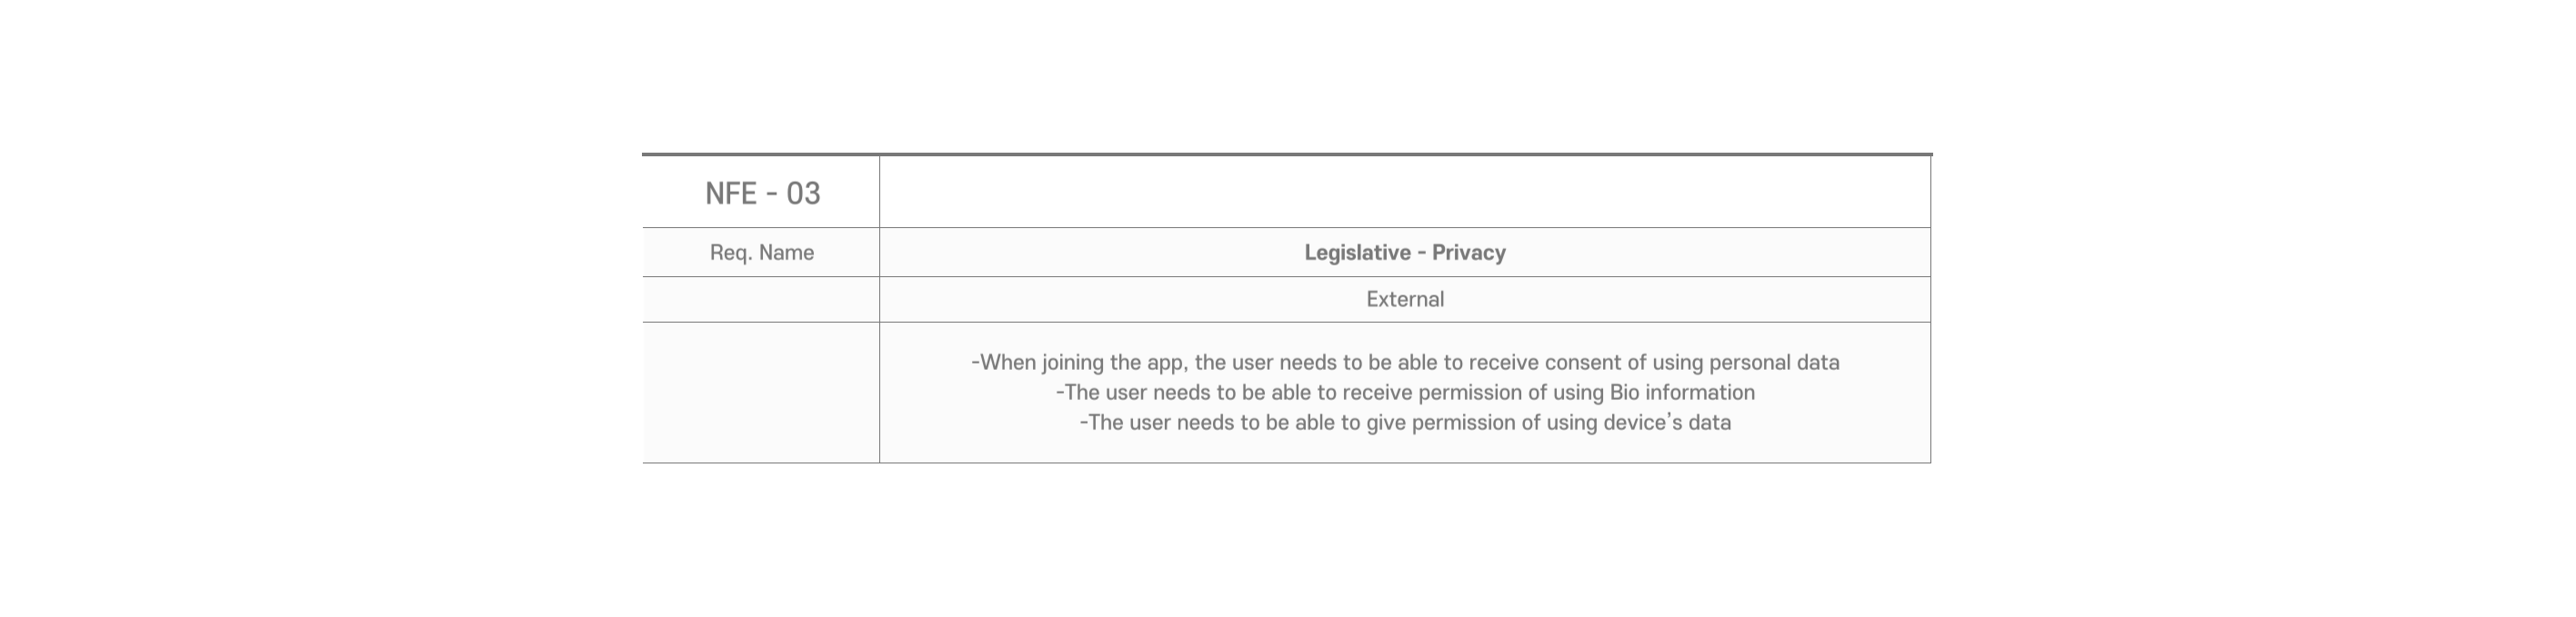 NFE - 03
Req. Name
Legislative - Privacy
External
-When joining the app, the user needs to be able to receive consent of using personal data
-The user needs to be able to receive permission of using Bio information
-The user needs to be able to give permission of using device’s data